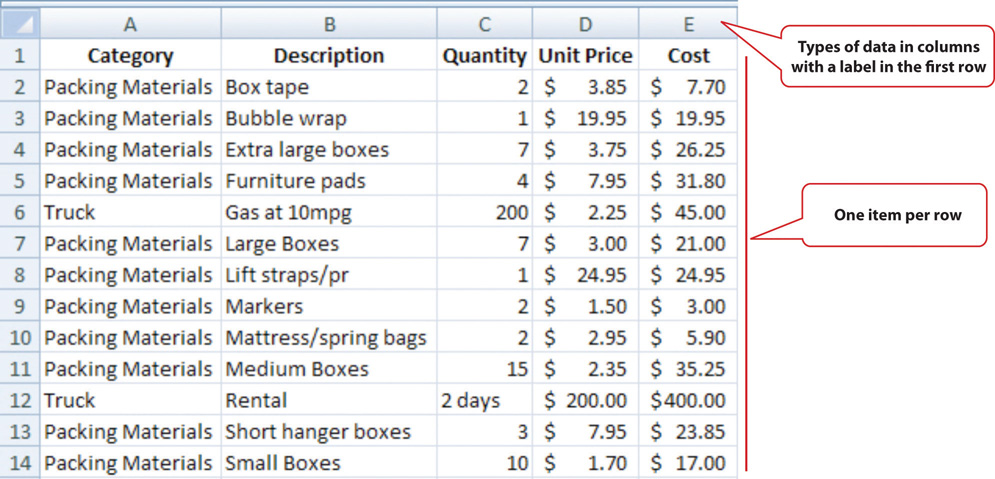 A B C D E
1 Category Description Quantity Unit Price Cost
2 Packing Materials Box tape 2 $ 3.85 $ 7.70
3 Packing Materials Bubble wrap 1 $ 19.95 $ 19.95
4 Packing Materials Extra large boxes 7 $ 3.75 $ 26.25
5 Packing Materials Furniture pads 4 $ 7.95 $ 31.80
6 Truck Gas at 10mpg 200 $ 2.25 $ 45.00
7 Packing Materials Large Boxes 7 $ 3.00 $ 21.00
8 Packing Materials Lift straps/pr 1 $ 24.95 $ 24.95
9 Packing Materials Markers 2 $ 1.50 $ 3.00
10 Packing Materials Mattress/spring bags 2 $ 2.95 $ 5.90
11 Packing Materials Medium Boxes 15 $ 2.35 $ 35.25
12 Truck Rental 2 days $ 200.00 $400.00
13 Packing Materials Short hanger boxes 3 $ 7.95 $ 23.85
14 Packing Materials Small Boxes 10 $ 1.70 $ 17.00
Types of data in columns
with a label in the first row
One item per row